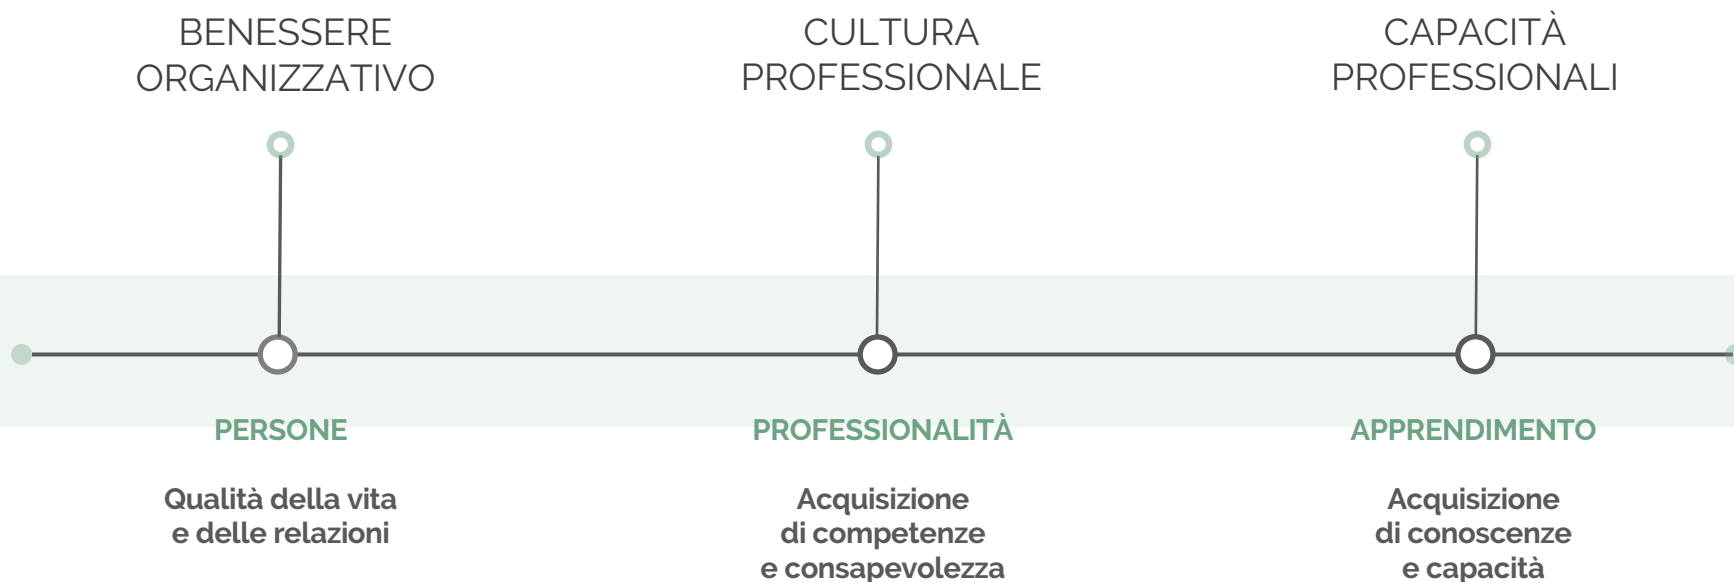 BENESSERE
ORGANIZZATIVO
CULTURA
PROFESSIONALE
CAPACITÀ
PROFESSIONALI
PERSONE
Qualità della vita
e delle relazioni
PROFESSIONALITÀ
Acquisizione
di competenze
e consapevolezza
APPRENDIMENTO
Acquisizione
di conoscenze
e capacità